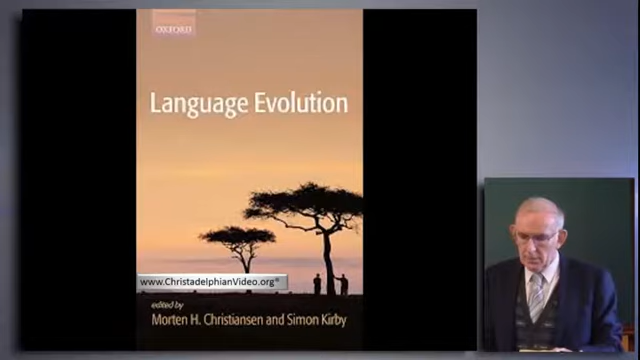 OXFORD
Language Evolution
www.ChristadelphianVideo.org®
edited by
Morten H. Christiansen and Simon Kirby